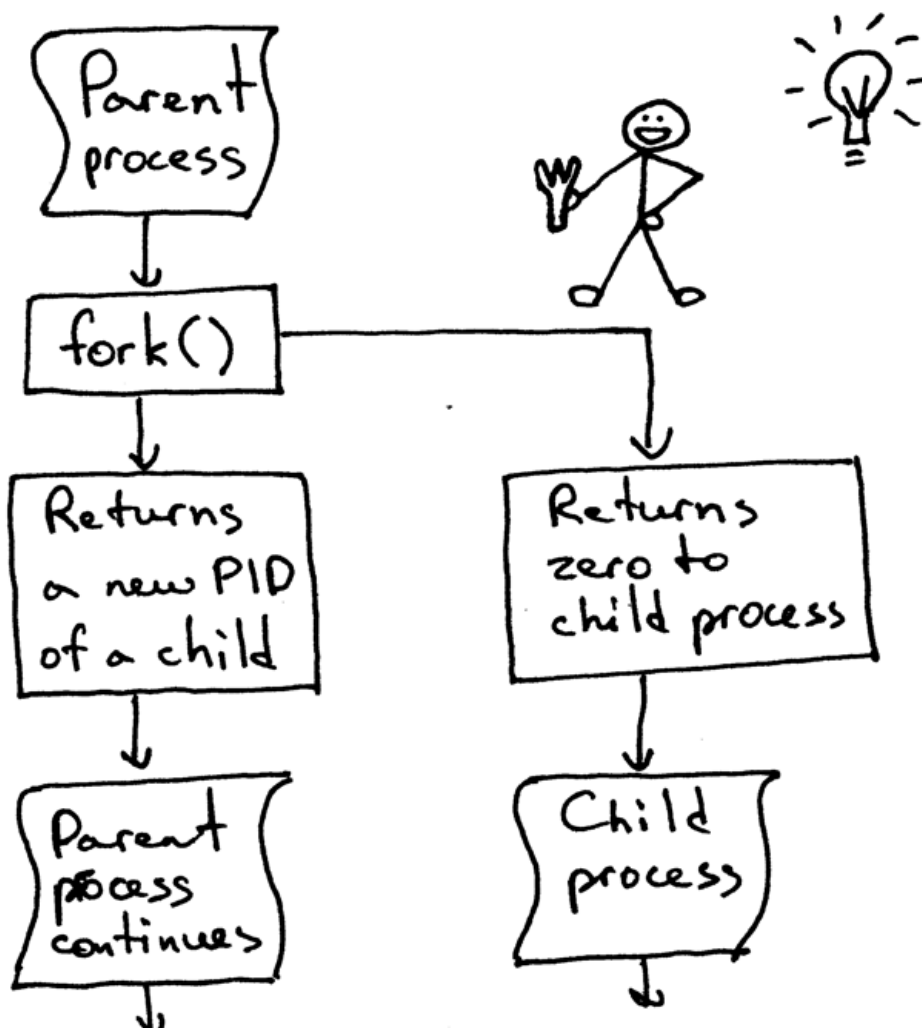 Parent
process
fork()
Returns
a new PID
of a child
Returns
zero to
child process
Parent
process
continues
Child
process